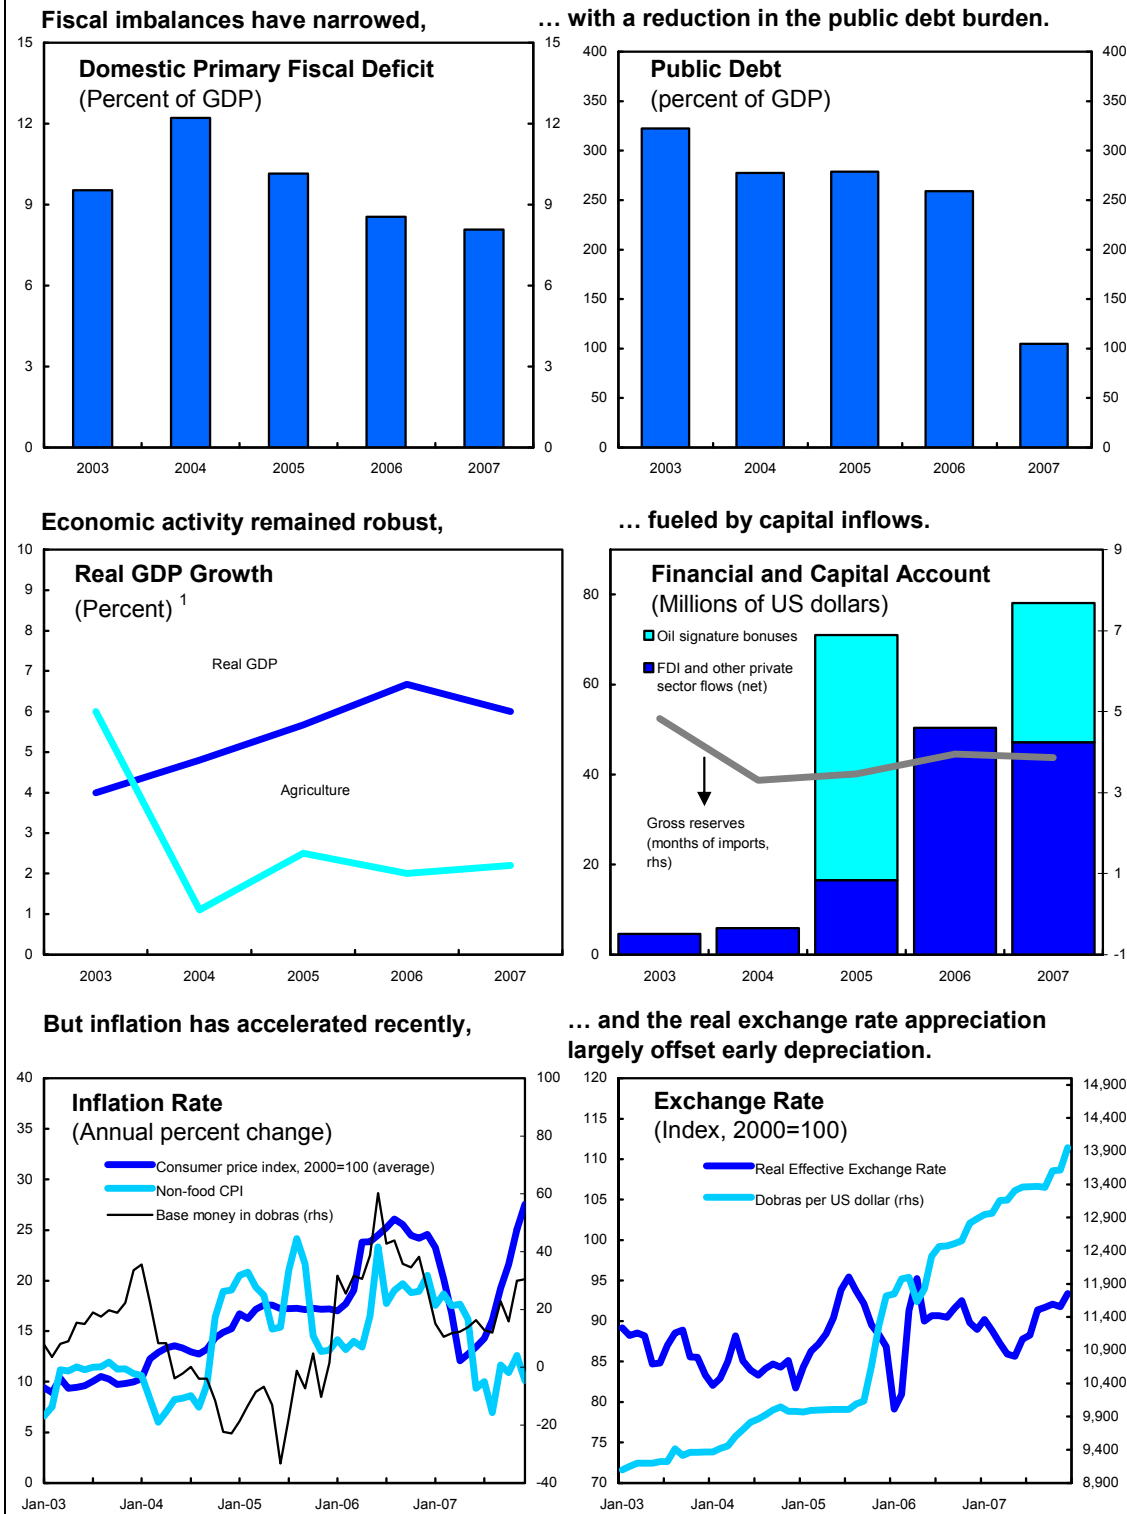 Fiscal imbalances have narrowed,
… with a reduction in the public debt burden.
Domestic Primary Fiscal Deficit
(Percent of GDP)
15
12
9
6
3
0
15
12
9
6
3
0
2003 2004 2005 2006 2007
Public Debt
(percent of GDP)
400
350
300
250
200
150
100
50
0
400
350
300
250
200
150
100
50
0
2003 2004 2005 2006 2007
Economic activity remained robust,
… fueled by capital inflows.
Real GDP Growth
(Percent) 1
10
9
8
7
6
5
4
3
2
1
0
Real GDP
Agriculture
2003 2004 2005 2006 2007
Financial and Capital Account
(Millions of US dollars)
Oil signature bonuses
FDI and other private
sector flows (net)
Gross reserves
(months of imports,
rhs)
80
60
40
20
0
9
7
5
3
1
-1
2003 2004 2005 2006 2007
But inflation has accelerated recently,
… and the real exchange rate appreciation
largely offset early depreciation.
Inflation Rate
(Annual percent change)
Consumer price index, 2000=100 (average)
Non-food CPI
Base money in dobras (rhs)
40
35
30
25
20
15
10
5
0
100
80
60
40
20
0
-20
-40
Jan-03 Jan-04 Jan-05 Jan-06 Jan-07
Exchange Rate
(Index, 2000=100)
Real Effective Exchange Rate
Dobras per US dollar (rhs)
120
115
110
105
100
95
90
85
80
75
70
14,900
14,400
13,900
13,400
12,900
12,400
11,900
11,400
10,900
10,400
9,900
9,400
8,900
Jan-03 Jan-04 Jan-05 Jan-06 Jan-07